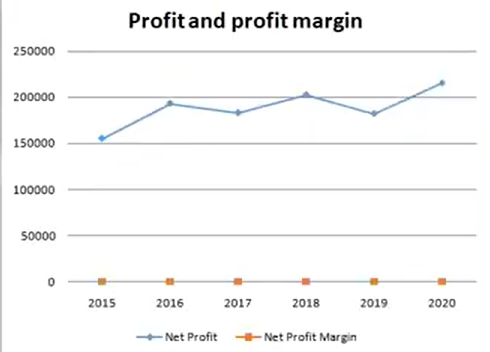 Profit and profit margin
250000
200000
150000
100000
50000
0
2015 2016 2017 2018 2019 2020
Net Profit Net Profit Margin